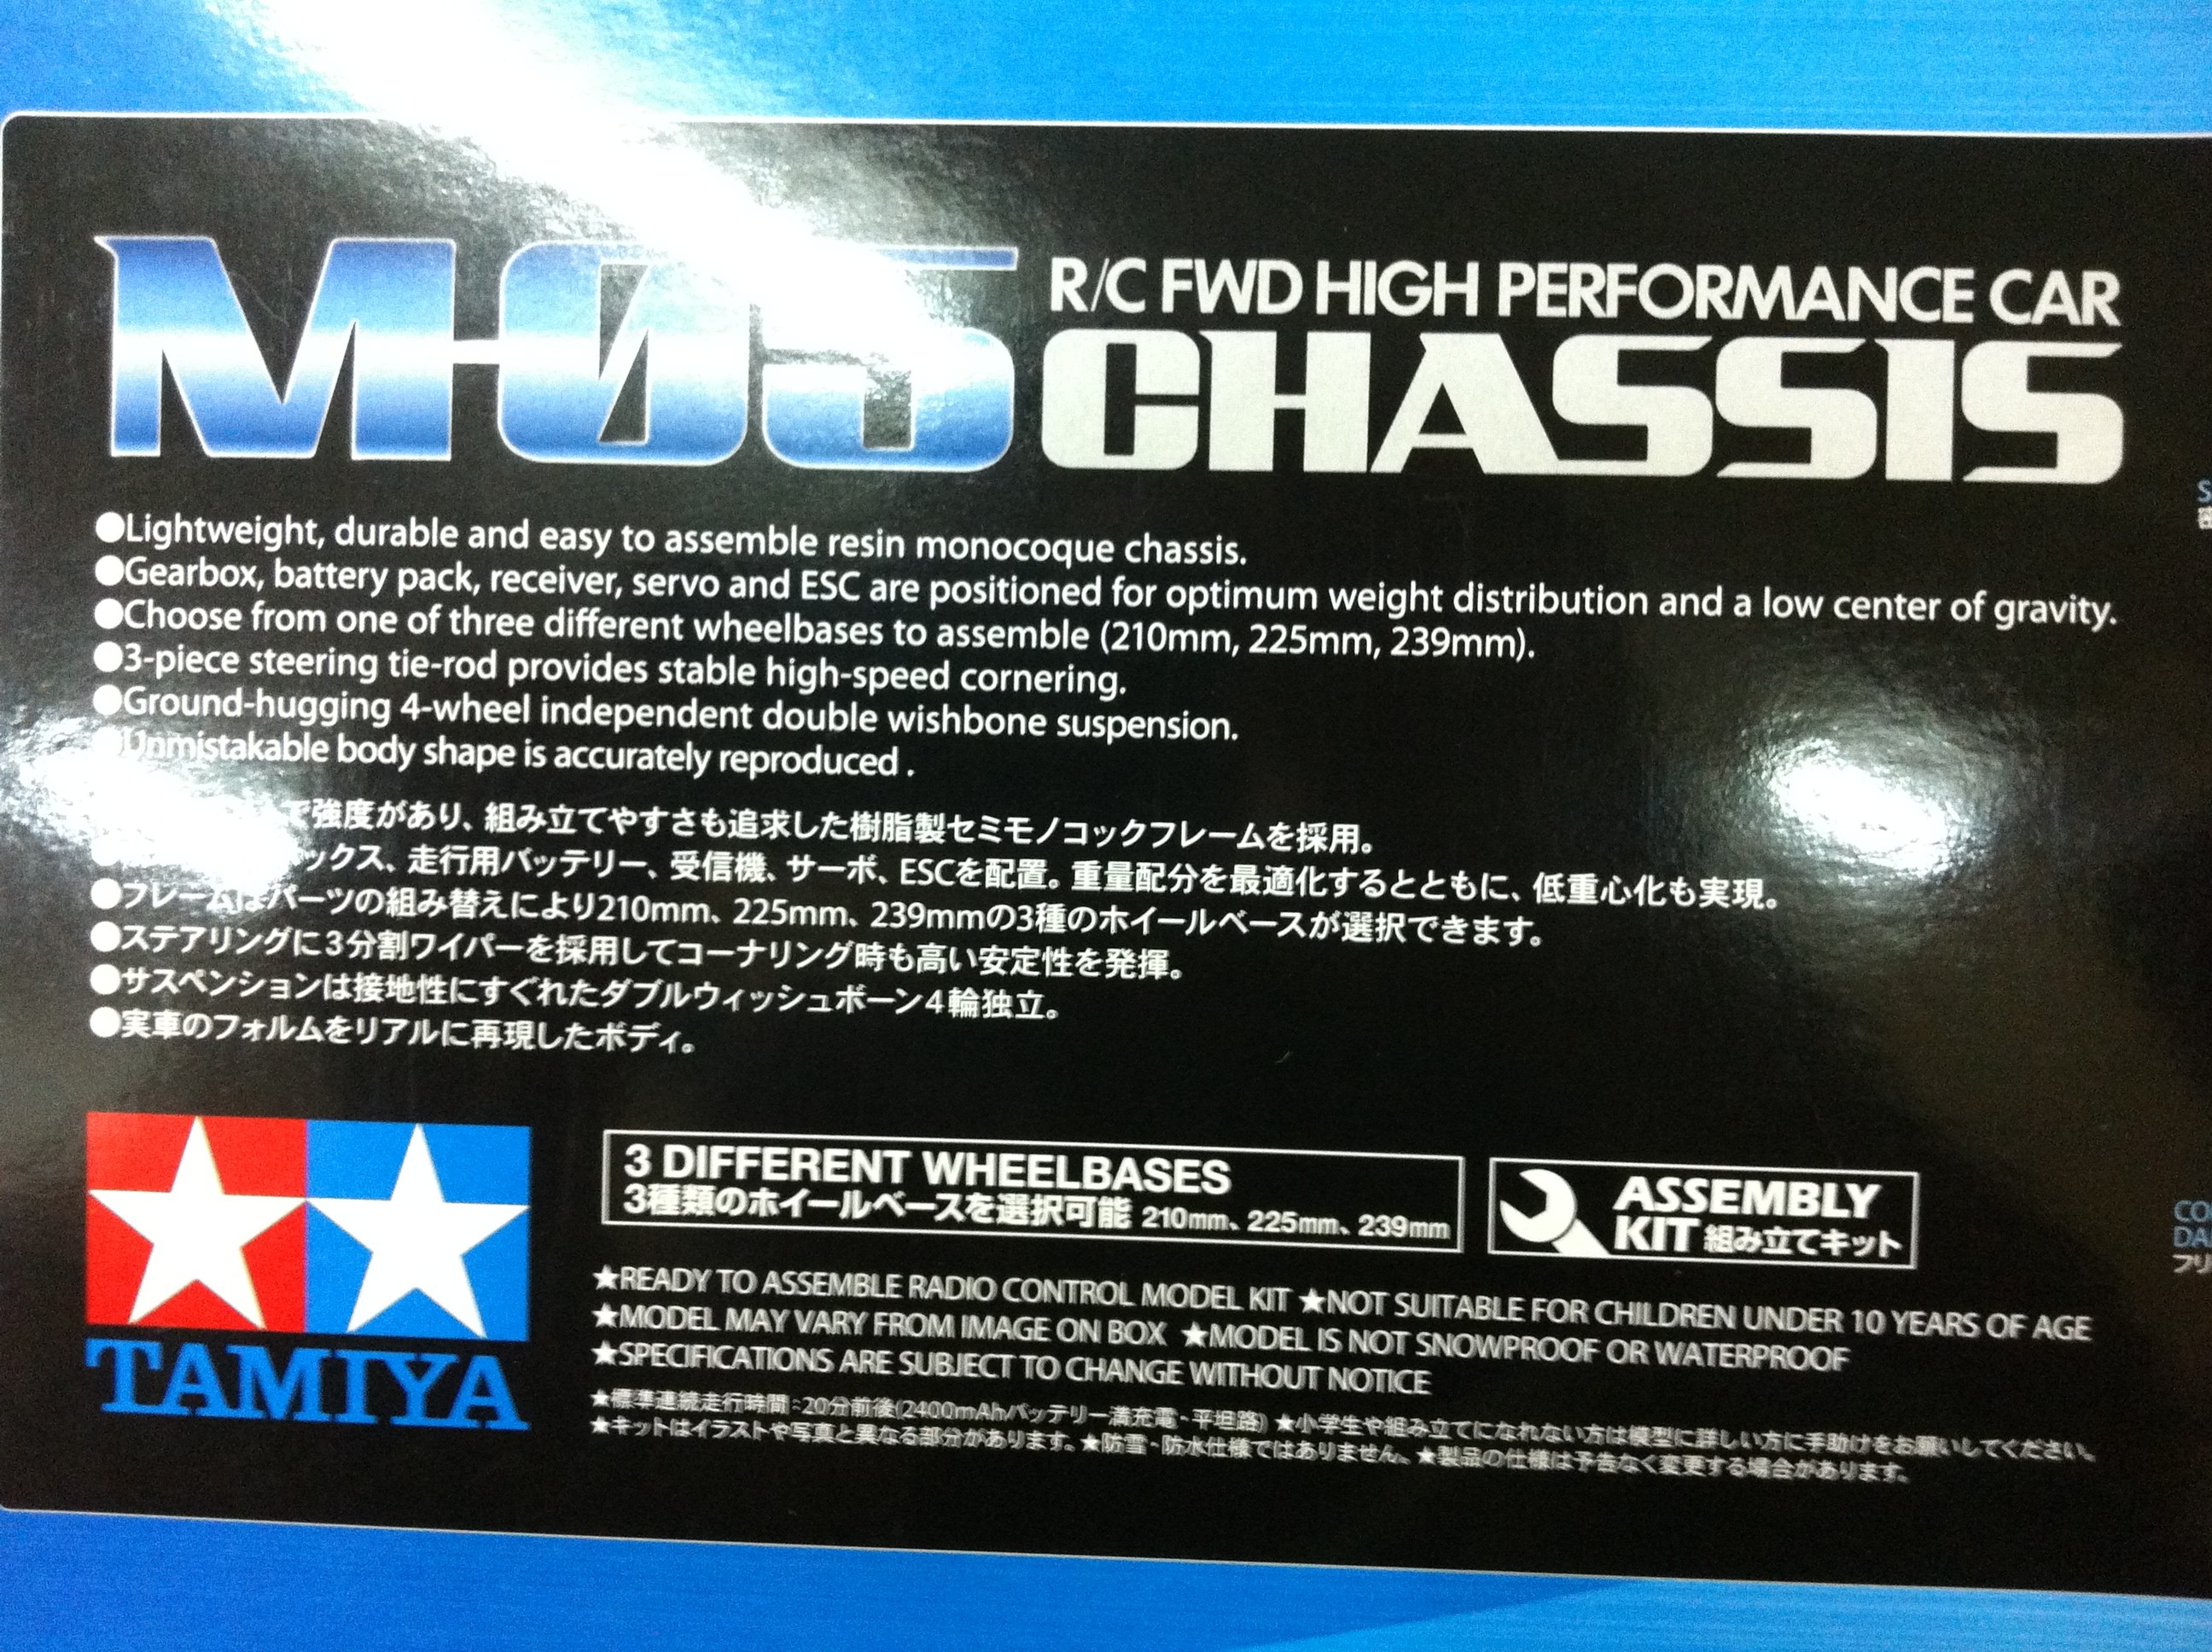 M-05 R/C FWD HIGH PERFORMANCE CAR
CHASSIS
●Lightweight, durable and easy to assemble resin monocoque chassis.
●Gearbox, battery pack, receiver, servo and ESC are positioned for optimum weight distribution and a low center of gravity.
●Choose from one of three different wheelbases to assemble (210mm, 225mm, 239mm).
●3-piece steering tie-rod provides stable high-speed cornering.
●Ground-hugging 4-wheel independent double wishbone suspension.
●Unmistakable body shape is accurately reproduced .
で強度があり、組み立てやすさも追求した樹脂製セミモノコックフレームを採用。
ックス、走行用バッテリー、受信機、サーボ、ESCを配置。重量配分を最適化するとともに、低重心化も実現。
●フレームはパーツの組み替えにより210mm、225mm、239mmの3種のホイールベースが選択できます。
●ステアリングに3分割ワイパーを採用してコーナリング時も高い安定性を発揮。
●サスペンションは接地性にすぐれたダブルウィッシュボーン4輪独立。
●実車のフォルムをリアルに再現したボディ。
TAMIYA
3 DIFFERENT WHEELBASES
3種類のホイールベースを選択可能 210mm、225mm、239mm
ASSEMBLY
KIT 組み立てキット
★READY TO ASSEMBLE RADIO CONTROL MODEL KIT ★NOT SUITABLE FOR CHILDREN UNDER 10 YEARS OF AGE
★MODEL MAY VARY FROM IMAGE ON BOX ★MODEL IS NOT SNOWPROOF OR WATERPROOF
★SPECIFICATIONS ARE SUBJECT TO CHANGE WITHOUT NOTICE
★標準連続走行時間:20分前後(2400mAhバッテリー満充電・平坦路) ★小学生や組み立てになれない方は模型に詳しい方に手助けをお願いしてください。
★キットはイラストや写真と異なる部分があります。★防雪・防水仕様ではありません。★製品の仕様は予告なく変更する場合があります。